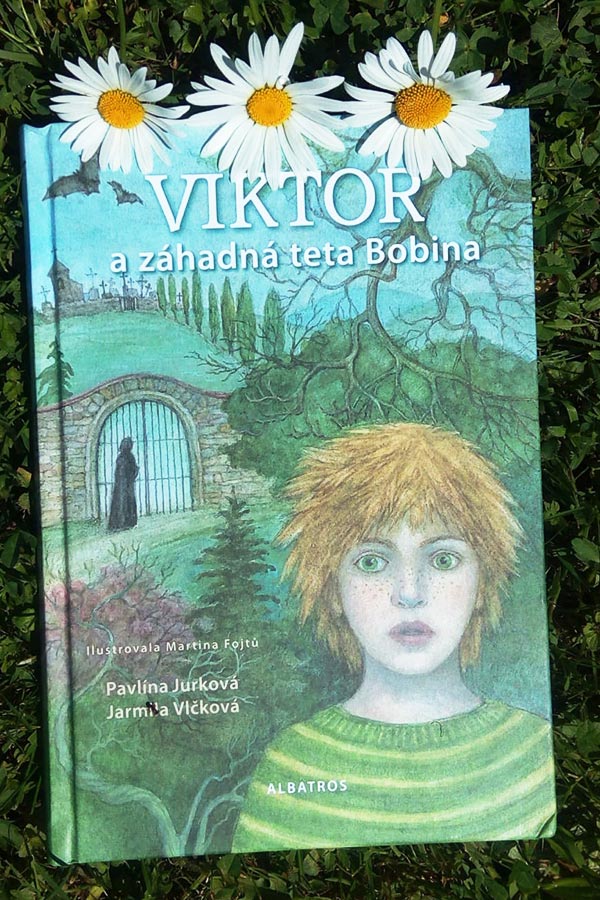 VIKTOR
a záhadná teta Bobina
Ilustrovala Martina Fojtů
Pavlína Jurková
Jarmila Vlčková
ALBATROS